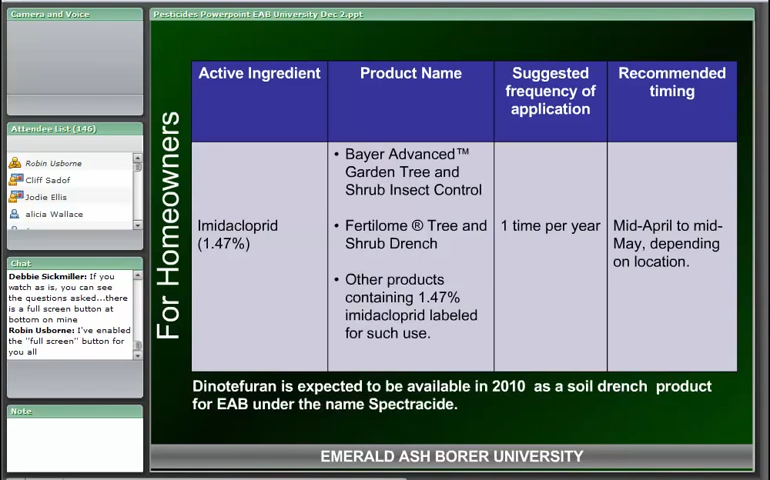 Camera and Voice
Attendee List (146)
Robin Usborne
Cliff Sadof
Jodie Ellis
alicia Wallace
Chat
Debbie Sickmiller: If you
watch as is, you can see
the questions asked...there
is a full screen button at
bottom on mine
Robin Usborne: I've enabled
the "full screen" button for
you all
Note
Pesticides Powerpoint EAB University Dec 2.ppt
For Homeowners
Active Ingredient
Product Name
Suggested
frequency of
application
Recommended
timing
Imidacloprid
(1.47%)
• Bayer Advanced™
Garden Tree and
Shrub Insect Control
• Fertilome ® Tree and
Shrub Drench
• Other products
containing 1.47%
imidacloprid labeled
for such use.
1 time per year
Mid-April to mid-
May, depending
on location.
Dinotefuran is expected to be available in 2010 as a soil drench product
for EAB under the name Spectracide.
EMERALD ASH BORER UNIVERSITY